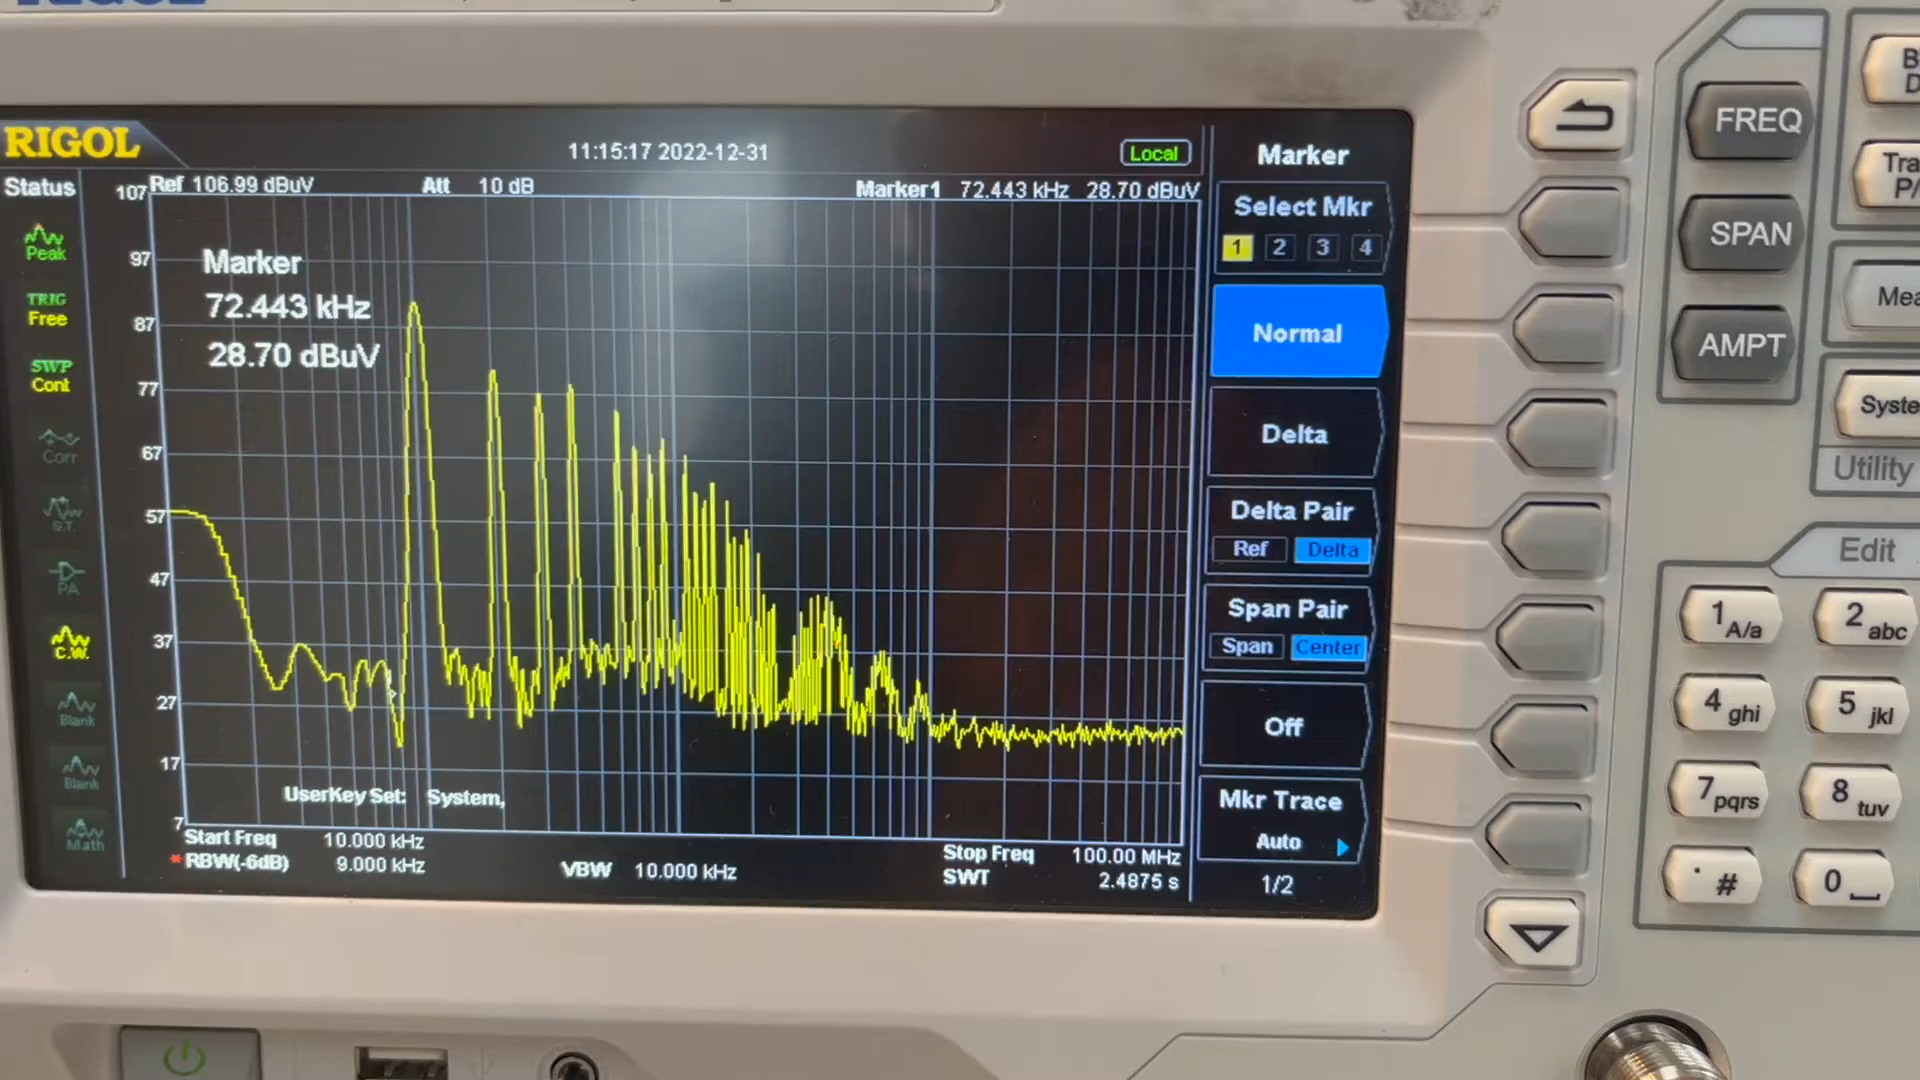 RIGOL
11:15:17 2022-12-31
Local
Status
Ref 106.99 dBuV
Att 10 dB
Marker1 72.443 kHz 28.70 dBuV
107
97
87
77
67
57
47
37
27
17
7
Marker
72.443 kHz
28.70 dBuV
Peak
TRIG
Free
SWP
Cont
Corr
S.T.
PA
C.W.
Blank
Blank
Math
UserKey Set: System,
Start Freq 10.000 kHz
*RBW(-6dB) 9.000 kHz
VBW 10.000 kHz
Stop Freq 100.00 MHz
SWT 2.4875 s
Marker
Select Mkr
1 2 3 4
Normal
Delta
Delta Pair
Ref Delta
Span Pair
Span Center
Off
Mkr Trace
Auto
1/2
FREQ
SPAN
AMPT
Tra
P/
Mea
Syste
Utility
Edit
1 A/a
2 abc
4 ghi
5 jkl
7 pqrs
8 tuv
. #
0